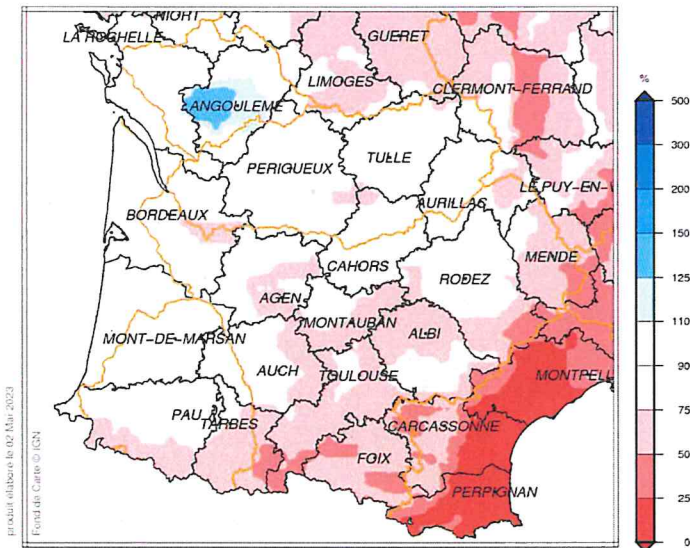 NIORT
LA ROCHELLE
GUERET
LIMOGES
CLERMONT-FERRAND
ANGOULEME
PERIGUEUX
TULLE
LE PUY-EN-V
AURILLAC
BORDEAUX
MENDE
CAHORS
RODEZ
AGEN
MONTAUBAN
ALBI
MONT-DE-MARSAN
AUCH
TOULOUSE
MONTPELL
PAU
TARBES
CARCASSONNE
FOIX
PERPIGNAN
%
500
300
200
150
125
110
90
75
50
25
0
produit élaboré le 02 Mar 2023
Fond de Carte © IGN